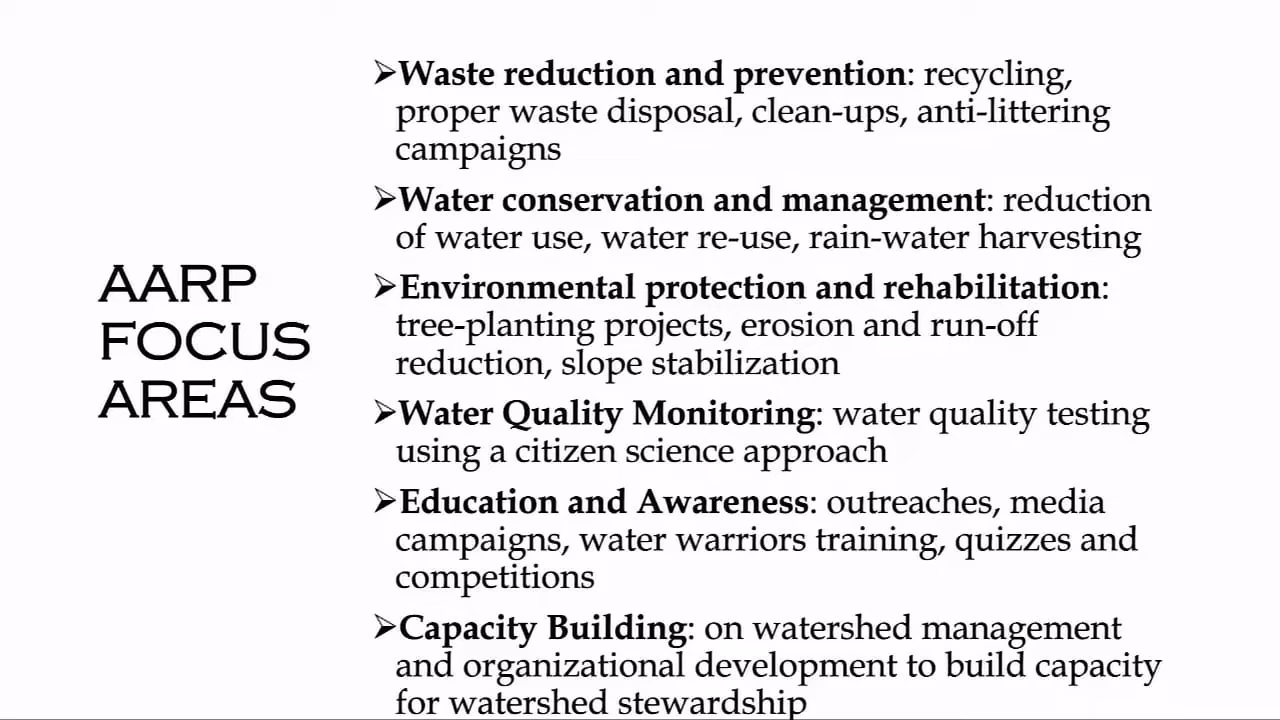 AARP
FOCUS
AREAS
➢Waste reduction and prevention: recycling,
proper waste disposal, clean-ups, anti-littering
campaigns
➢Water conservation and management: reduction
of water use, water re-use, rain-water harvesting
➢Environmental protection and rehabilitation:
tree-planting projects, erosion and run-off
reduction, slope stabilization
➢Water Quality Monitoring: water quality testing
using a citizen science approach
➢Education and Awareness: outreaches, media
campaigns, water warriors training, quizzes and
competitions
➢Capacity Building: on watershed management
and organizational development to build capacity
for watershed stewardship